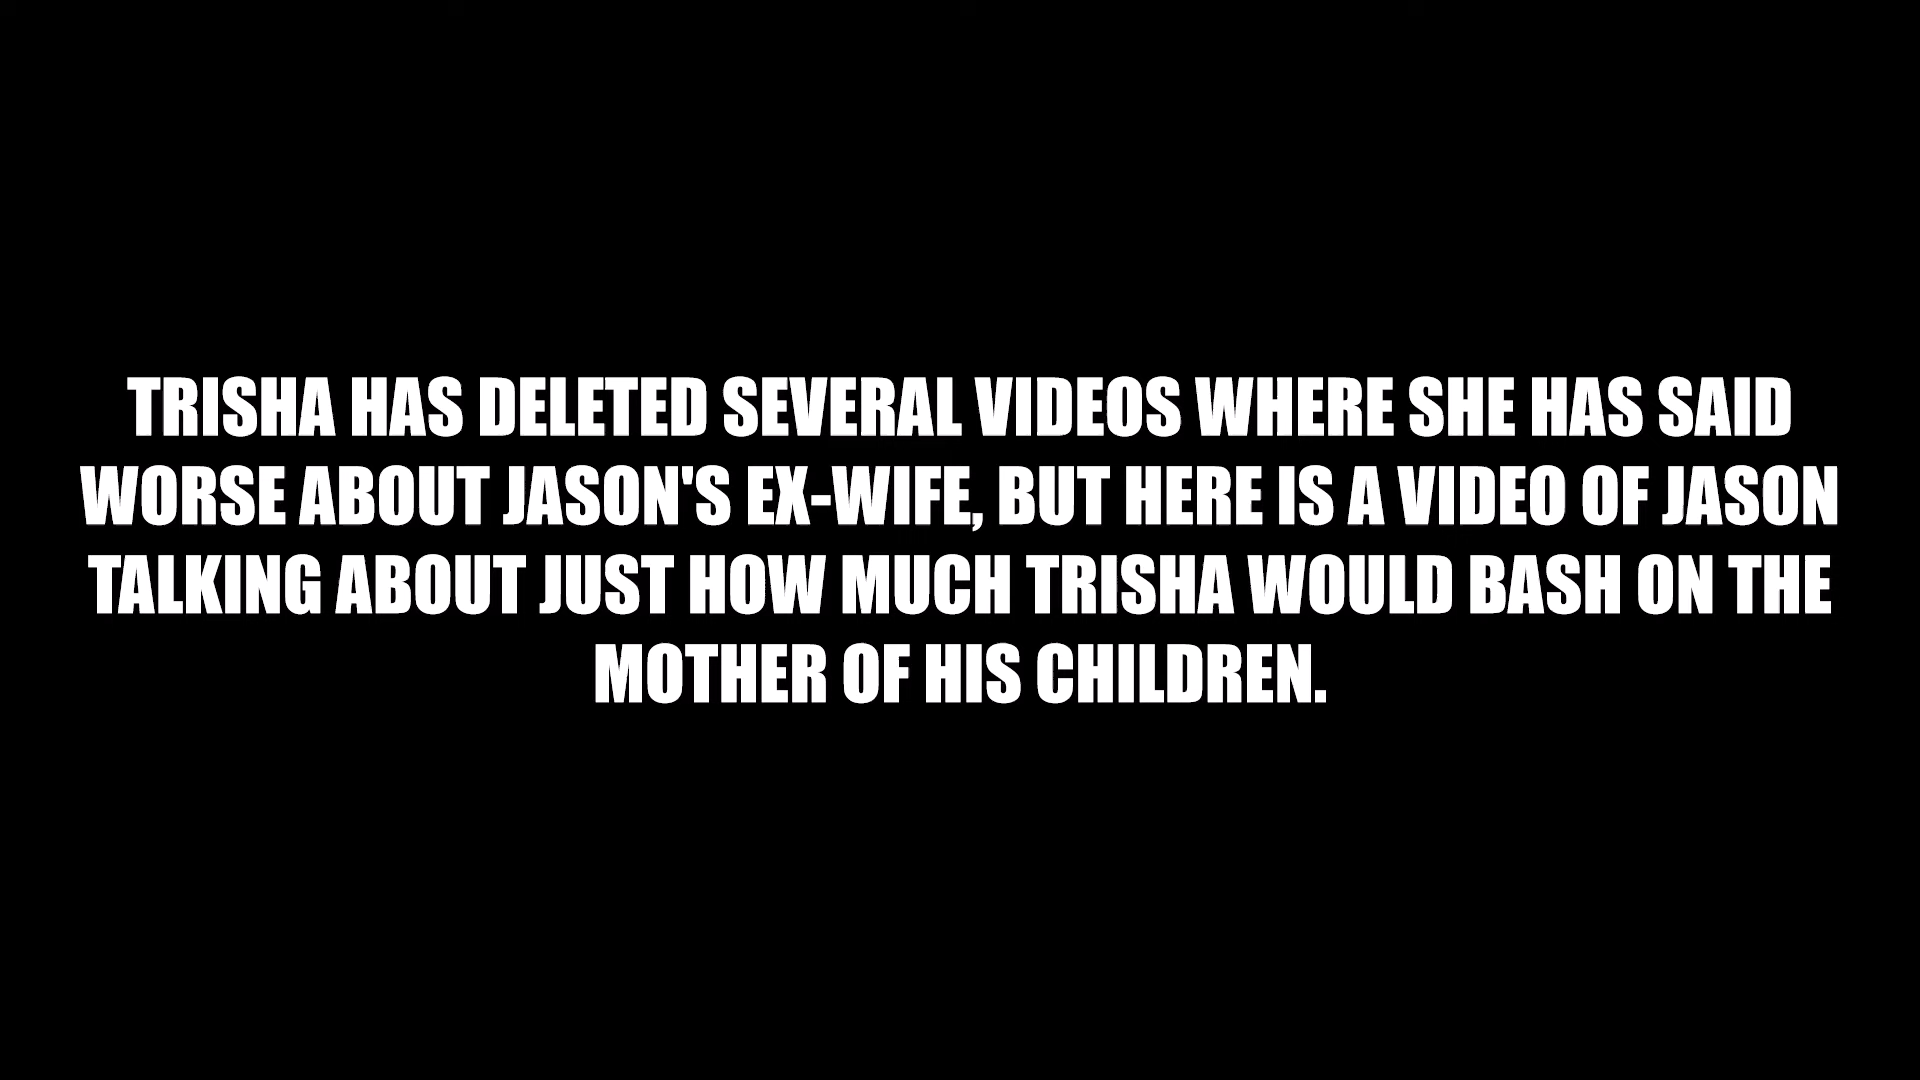 TRISHA HAS DELETED SEVERAL VIDEOS WHERE SHE HAS SAID
WORSE ABOUT JASON'S EX-WIFE, BUT HERE IS A VIDEO OF JASON
TALKING ABOUT JUST HOW MUCH TRISHA WOULD BASH ON THE
MOTHER OF HIS CHILDREN.